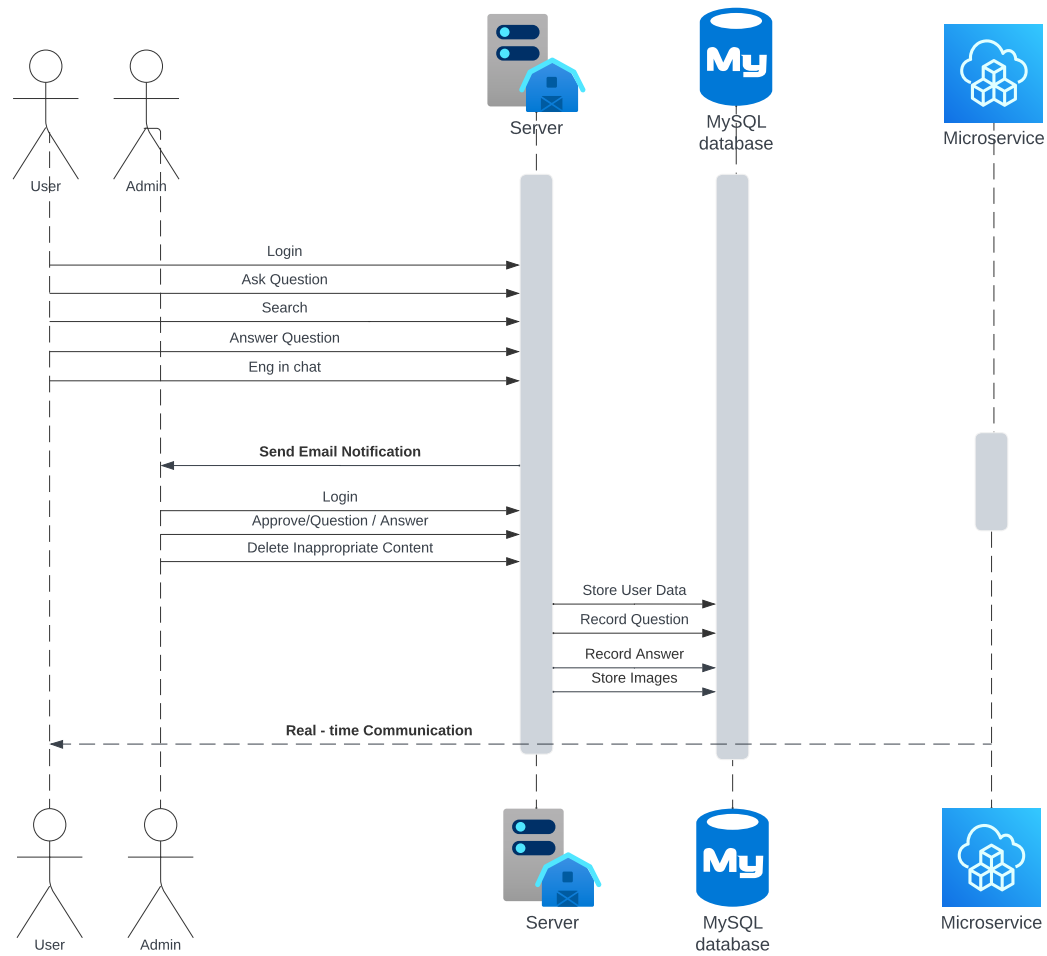 My
Server
MySQL
database
Microservice
User
Admin
Login
Ask Question
Search
Answer Question
Eng in chat
Send Email Notification
Login
Approve/Question / Answer
Delete Inappropriate Content
Store User Data
Record Question
Record Answer
Store Images
Real - time Communication
My
Server
MySQL
database
Microservice
User
Admin